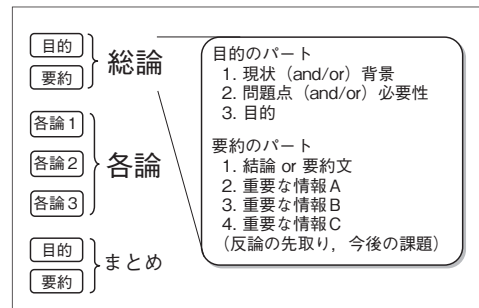 目的
要約
総論
各論1
各論2
各論3
各論
目的
要約
まとめ
目的のパート
1. 現状（and/or）背景
2. 問題点（and/or）必要性
3. 目的
要約のパート
1. 結論 or 要約文
2. 重要な情報A
3. 重要な情報B
4. 重要な情報C
（反論の先取り，今後の課題）